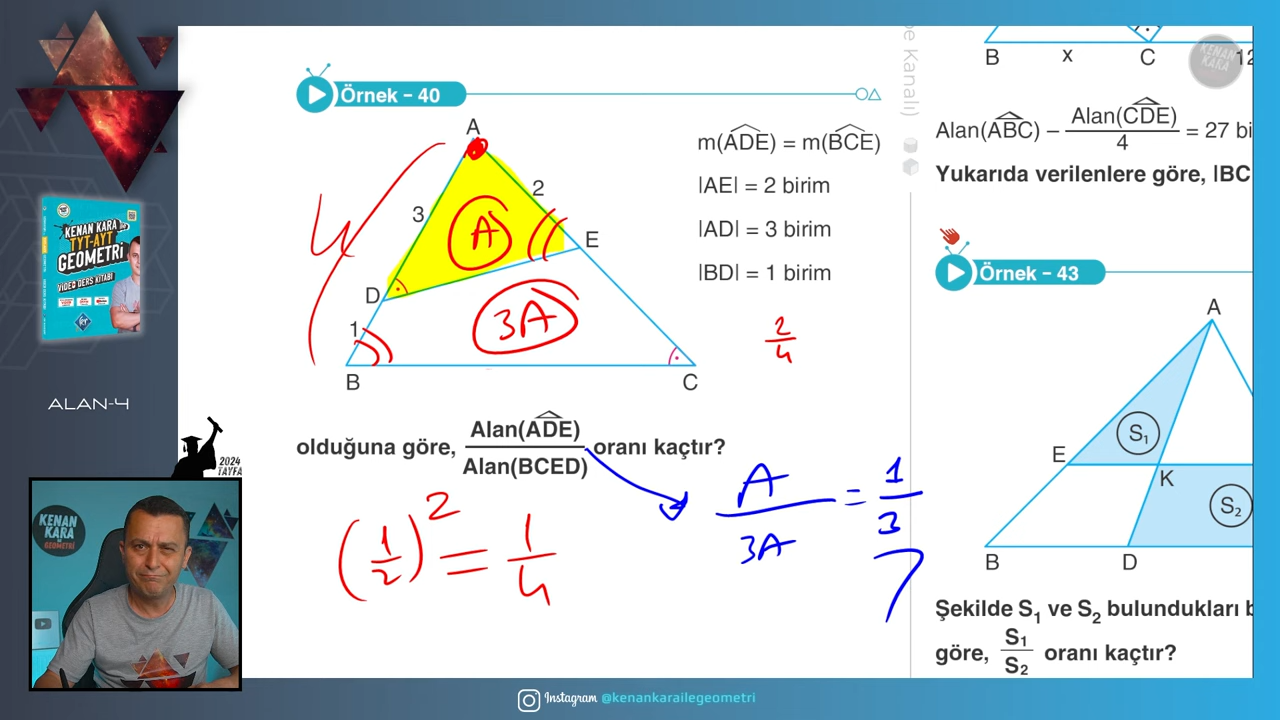 Örnek – 40
A
3
2
A
E
D
1
3A
4
B
C
m(ADE) = m(BCE)
|AE| = 2 birim
|AD| = 3 birim
|BD| = 1 birim
2/4
olduğuna göre, Alan(ADE)/Alan(BCED) oranı kaçtır?
(1/2)² = 1/4
A/3A = 1/3
B x C 12
Alan(ABC) – Alan(CDE)/4 = 27 bi
Yukarıda verilenlere göre, |BC
Örnek – 43
A
S₁
E
K
S₂
B
D
Şekilde S₁ ve S₂ bulundukları b
göre, S₁/S₂ oranı kaçtır?
e Kanalı)
KENAN
KARA
KENAN KARA ile
TYT-AYT
GEOMETRİ
VİDEO DERS KİTABI
ALAN-4
2024
TAYFA
KENAN
KARA
GEOMETRİ
Instagram @kenankarailegeometri